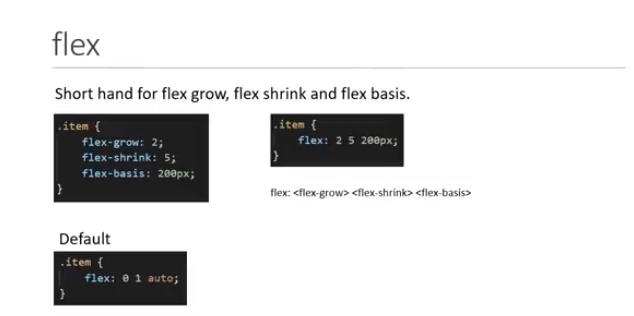 flex
Short hand for flex grow, flex shrink and flex basis.
.item {
flex-grow: 2;
flex-shrink: 5;
flex-basis: 200px;
}
.item {
flex: 2 5 200px;
}
flex: <flex-grow> <flex-shrink> <flex-basis>
Default
.item {
flex: 0 1 auto;
}